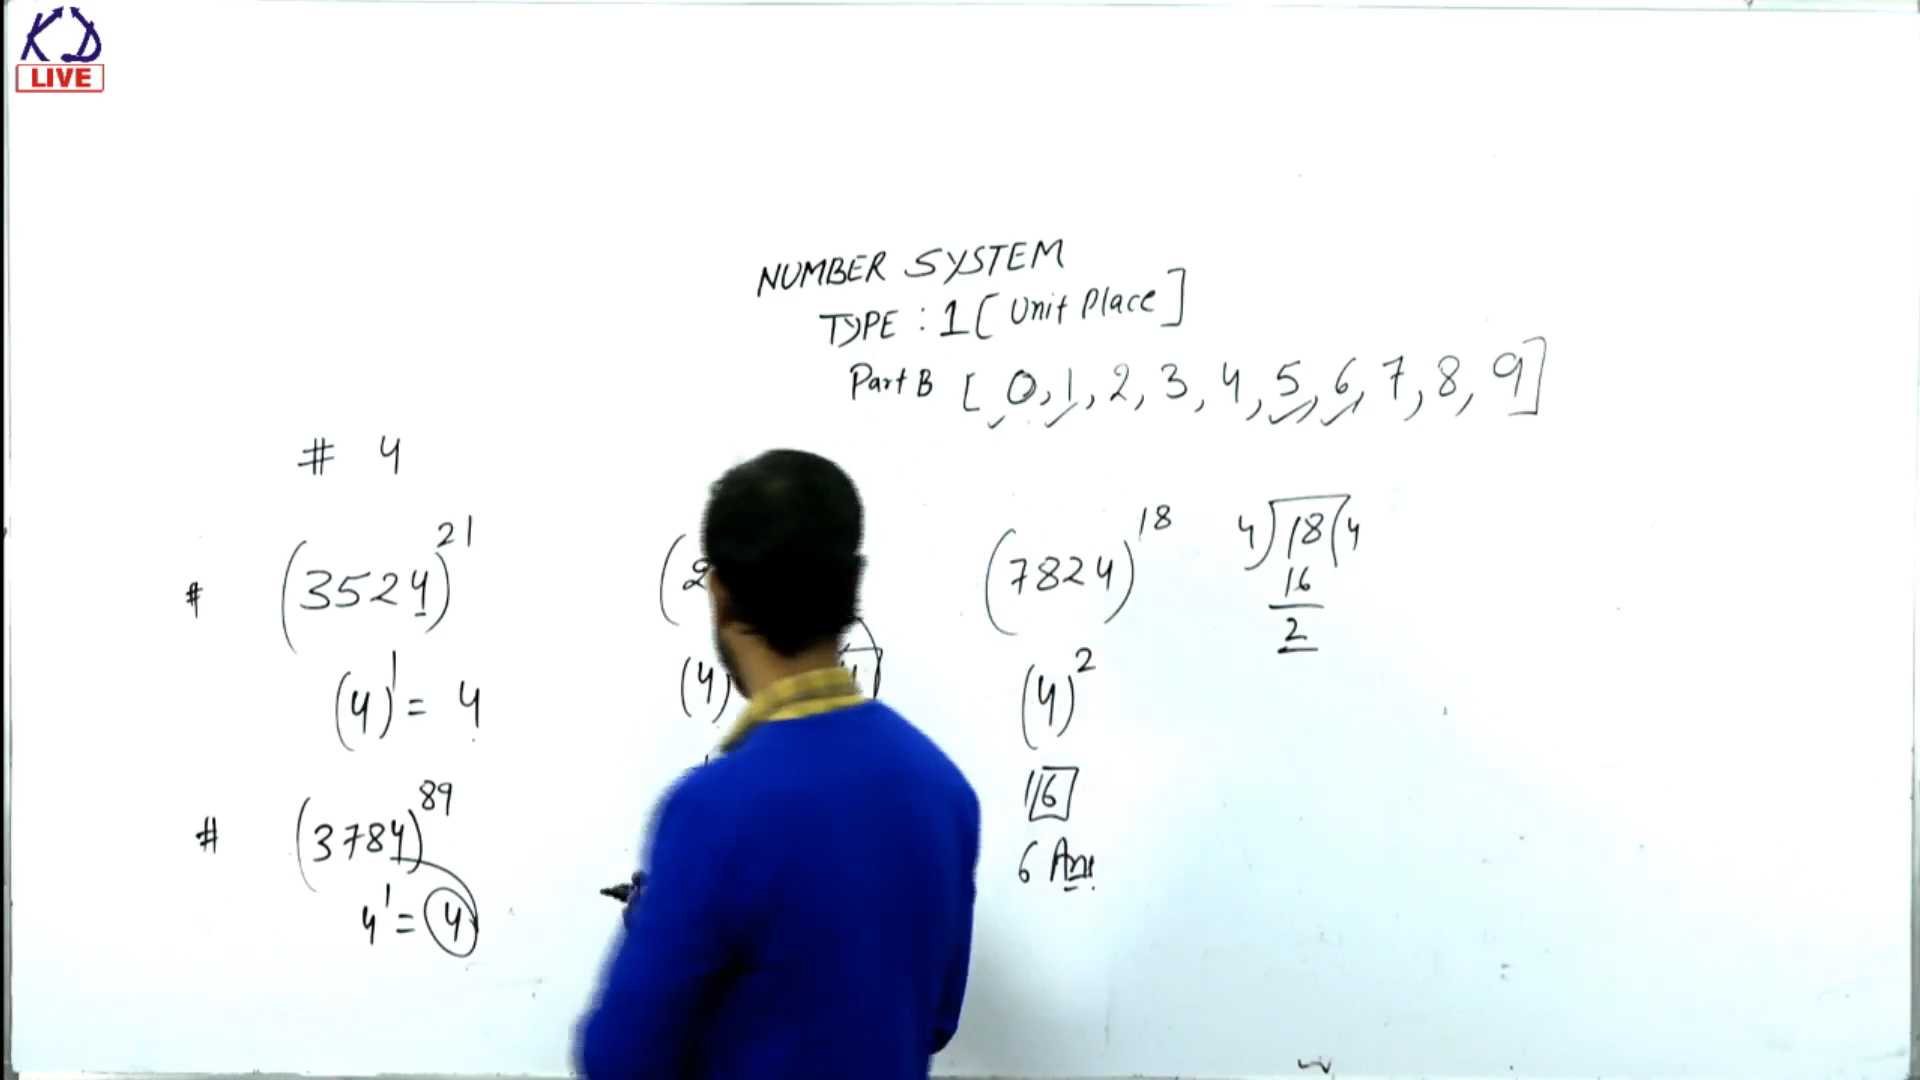 KD
LIVE
NUMBER SYSTEM
TYPE : 1 [ Unit Place ]
Part B [ 0, 1, 2, 3, 4, 5, 6, 7, 8, 9 ]
# 4
# (3524)^21
(4)^1 = 4
# (3784)^89
4^1 = 4
(2
(4)
(7824)^18
(4)^2
16
6 Ans.
4)18(4
16
2